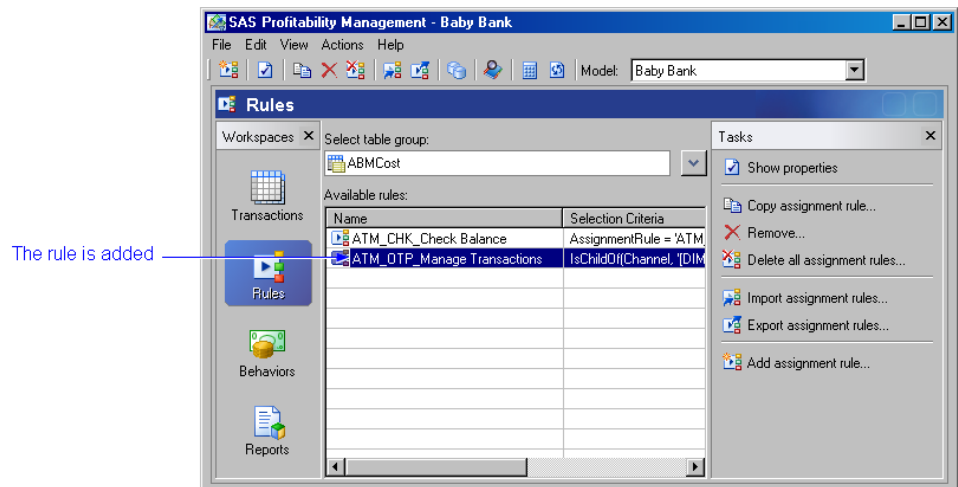 SAS Profitability Management - Baby Bank
File Edit View Actions Help
Model: Baby Bank
Rules
Workspaces
Transactions
Rules
Behaviors
Reports
Select table group:
ABMCost
Available rules:
Name Selection Criteria
ATM_CHK_Check Balance AssignmentRule = 'ATM_
ATM_OTP_Manage Transactions IsChildOf(Channel, '[DIM
The rule is added
Tasks
Show properties
Copy assignment rule...
Remove...
Delete all assignment rules...
Import assignment rules...
Export assignment rules...
Add assignment rule...